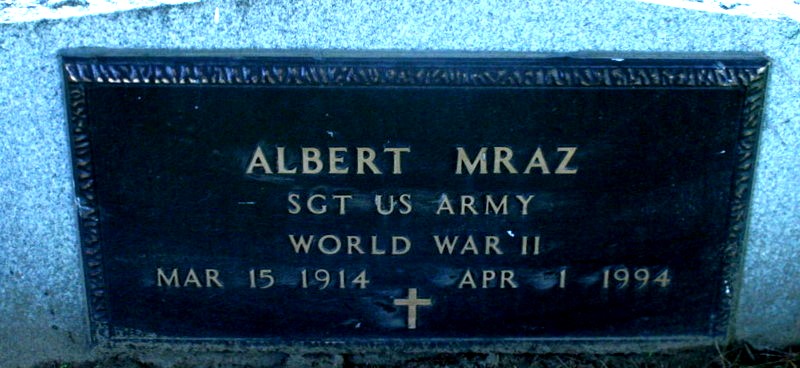 ALBERT MRAZ
SGT US ARMY
WORLD WAR II
MAR 15 1914 APR 1 1994